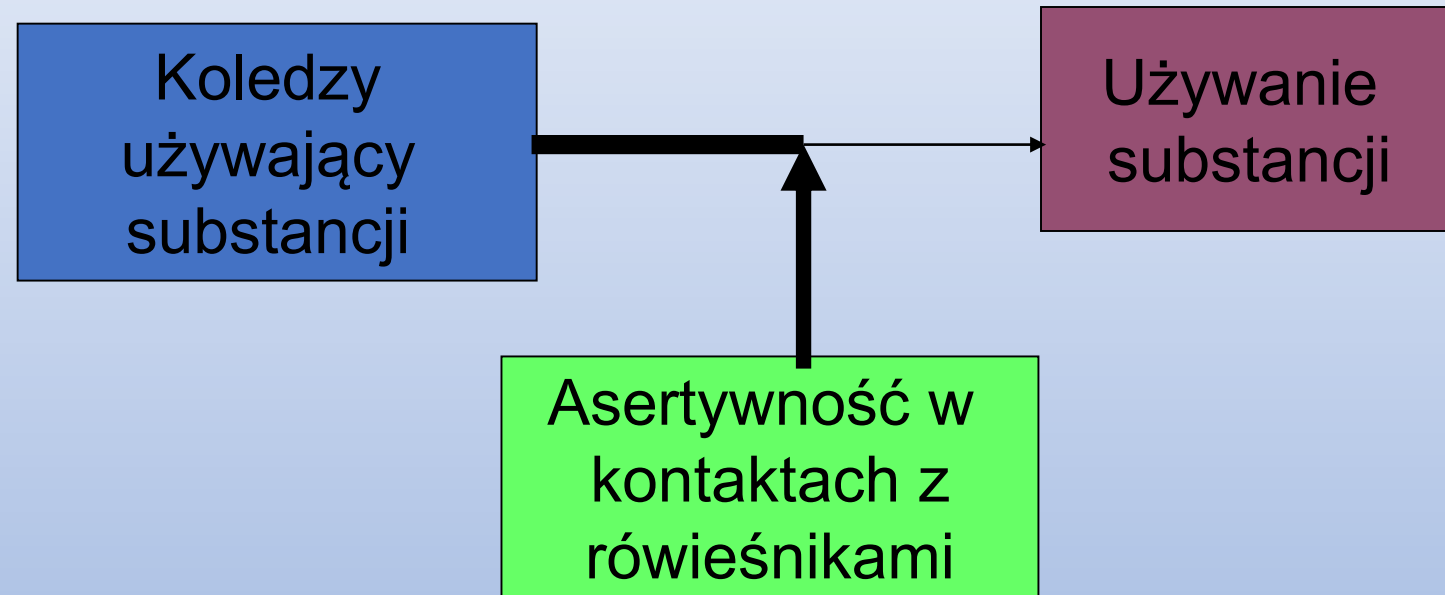 Koledzy
używający
substancji
Używanie
substancji
Asertywność w
kontaktach z
rówieśnikami